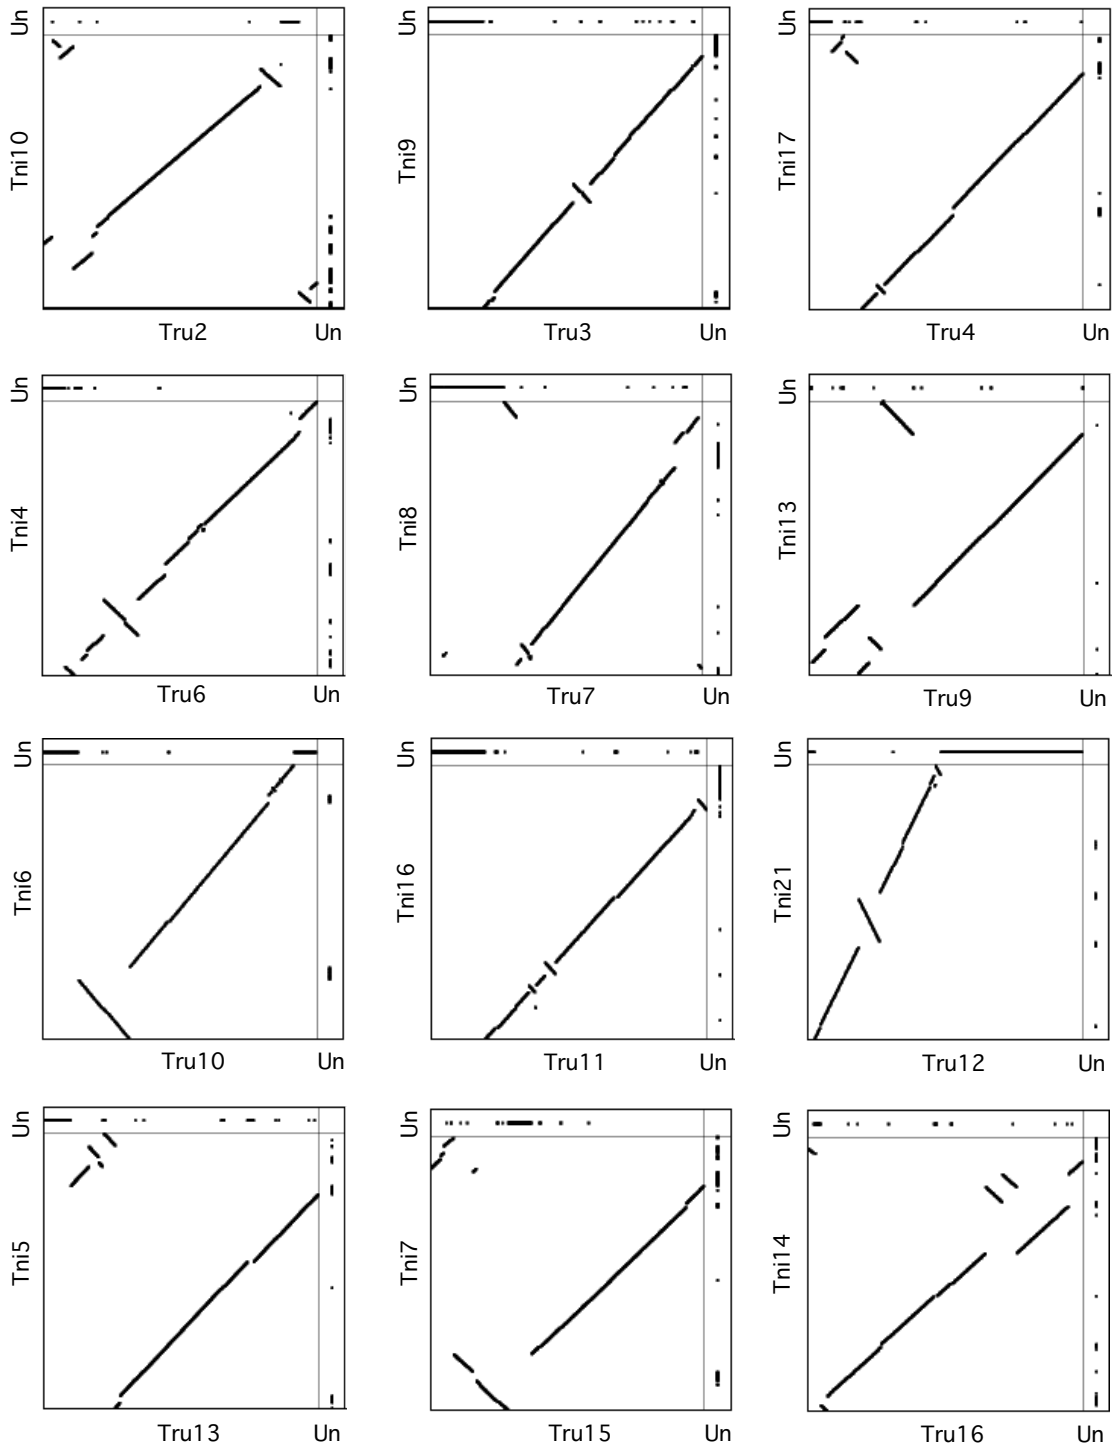 Un Un Un
Tni10 Tni9 Tni17
Tru2 Un Tru3 Un Tru4 Un
Un Un Un
Tni4 Tni8 Tni13
Tru6 Un Tru7 Un Tru9 Un
Un Un Un
Tni6 Tni16 Tni21
Tru10 Un Tru11 Un Tru12 Un
Un Un Un
Tni5 Tni7 Tni14
Tru13 Un Tru15 Un Tru16 Un